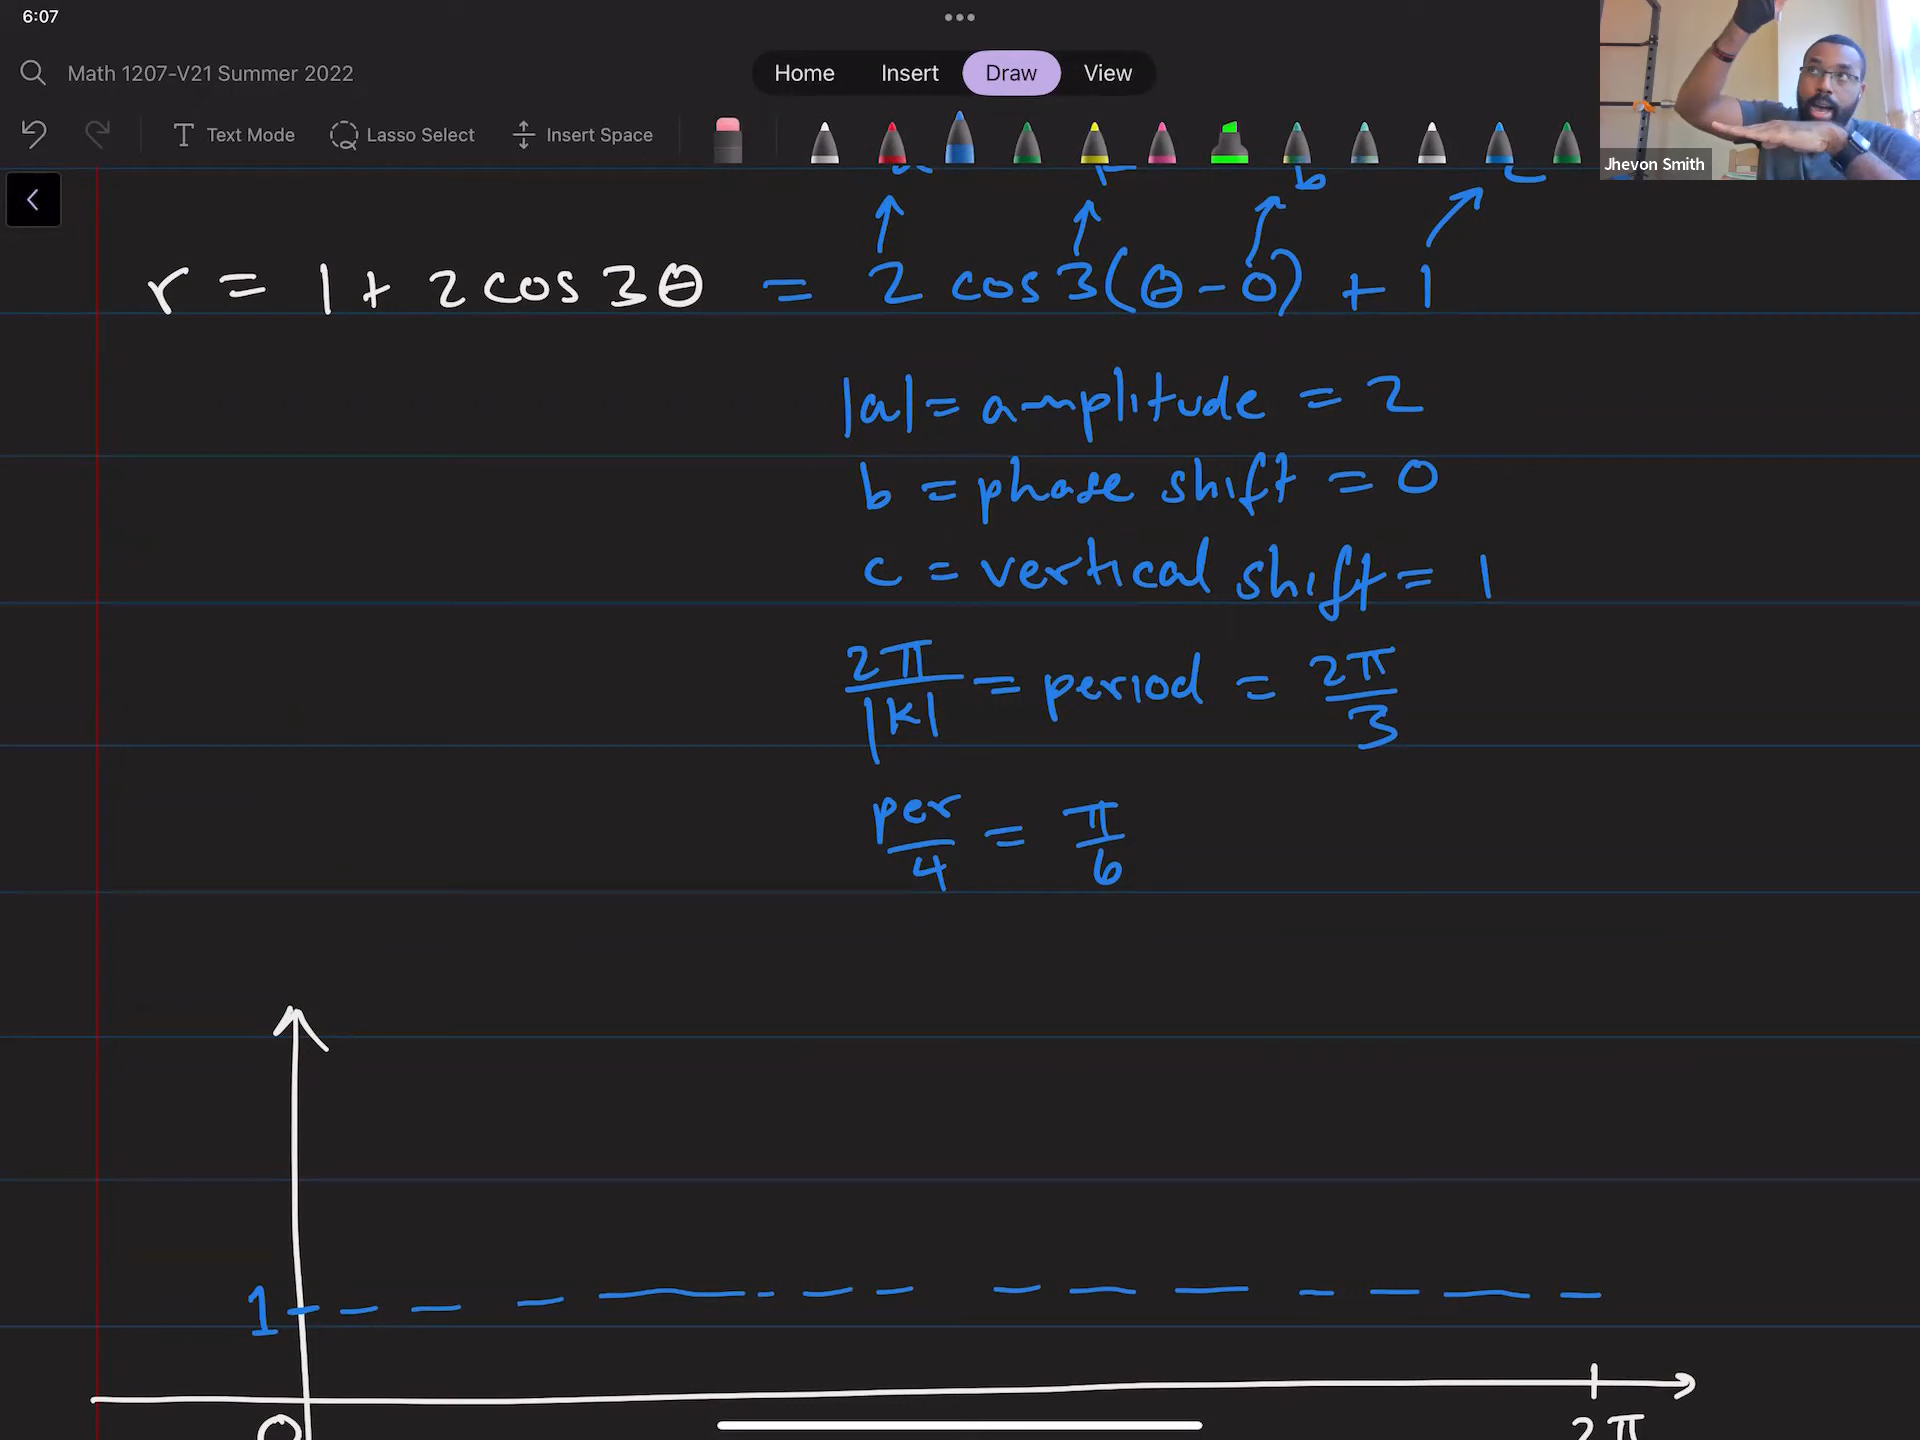 6:07
Math 1207-V21 Summer 2022
Home Insert Draw View
Text Mode Lasso Select Insert Space
Jhevon Smith
b
r = 1 + 2 cos 3θ = 2 cos 3(θ - 0) + 1
|a| = amplitude = 2
b = phase shift = 0
c = vertical shift = 1
2π/|k| = period = 2π/3
per/4 = π/6
1
0
2π